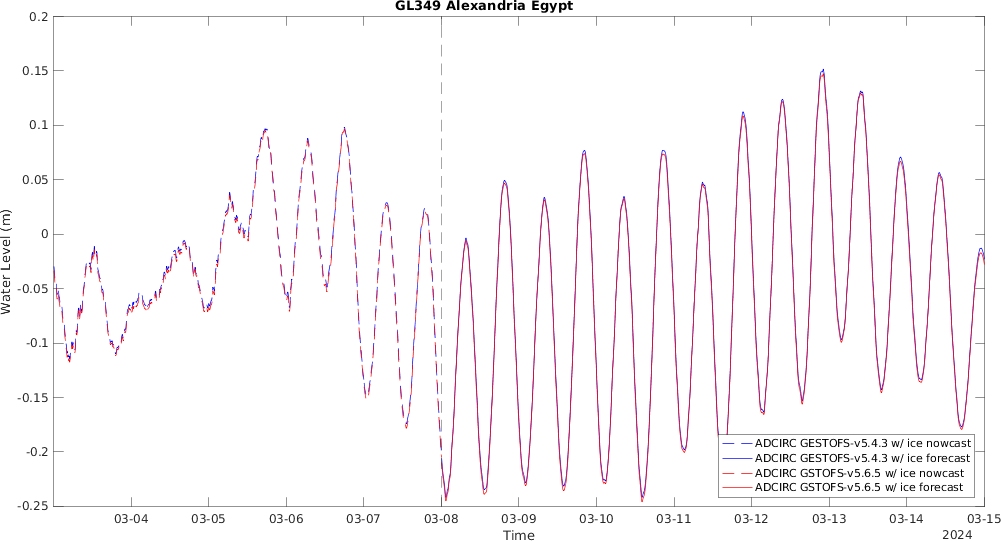 GL349 Alexandria Egypt
0.2
0.15
0.1
0.05
0
-0.05
-0.1
-0.15
-0.2
-0.25
Water Level (m)
ADCIRC GESTOFS-v5.4.3 w/ ice nowcast
ADCIRC GESTOFS-v5.4.3 w/ ice forecast
ADCIRC GSTOFS-v5.6.5 w/ ice nowcast
ADCIRC GSTOFS-v5.6.5 w/ ice forecast
03-04 03-05 03-06 03-07 03-08 03-09 03-10 03-11 03-12 03-13 03-14 03-15
Time
2024